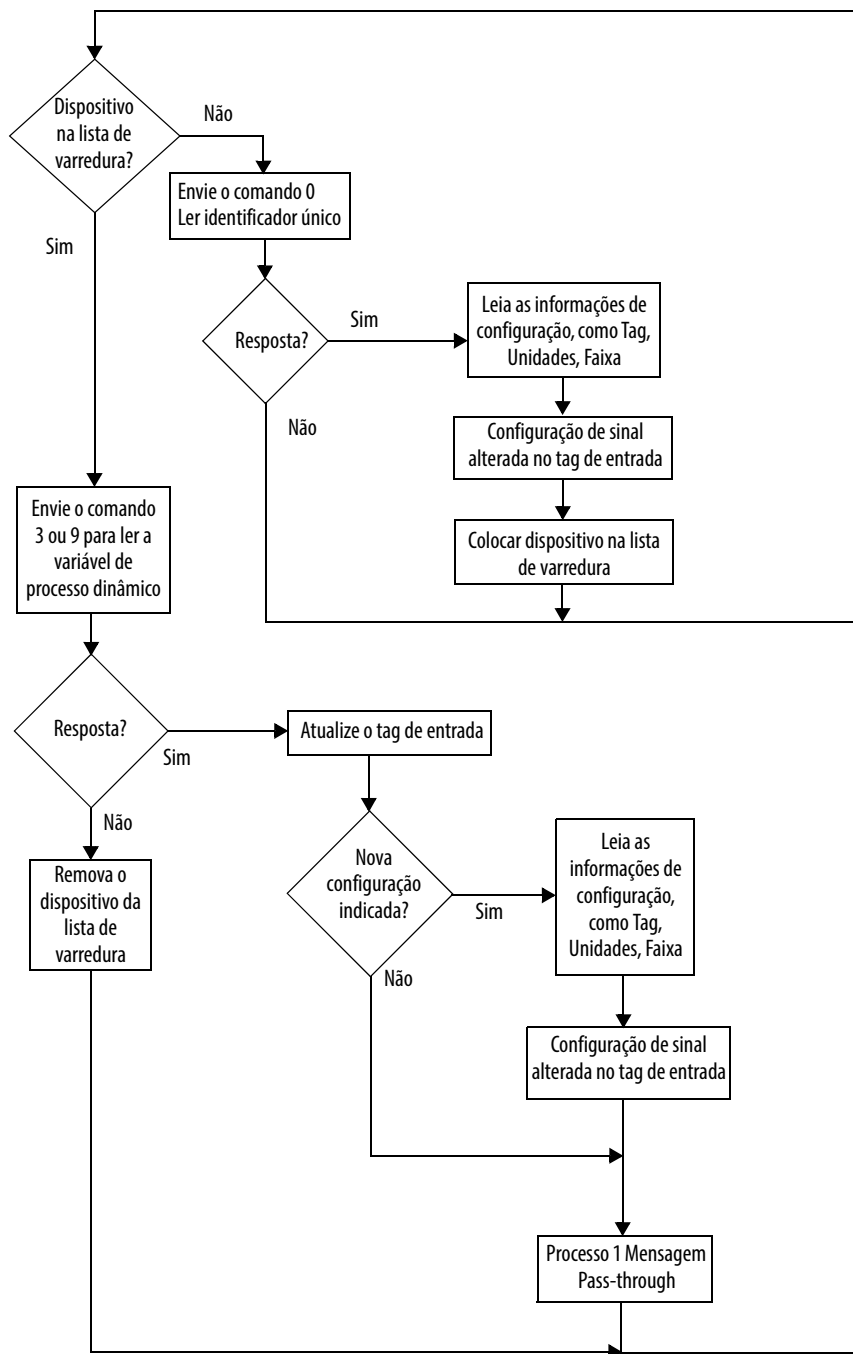 Dispositivo
na lista de
varredura?
Não
Sim
Envie o comando 0
Ler identificador único
Resposta?
Sim
Não
Leia as informações de
configuração, como Tag,
Unidades, Faixa
Configuração de sinal
alterada no tag de entrada
Colocar dispositivo na lista
de varredura
Envie o comando
3 ou 9 para ler a
variável de
processo dinâmico
Resposta?
Sim
Não
Atualize o tag de entrada
Remova o
dispositivo da
lista de
varredura
Nova
configuração
indicada?
Sim
Não
Leia as
informações de
configuração,
como Tag,
Unidades, Faixa
Configuração de sinal
alterada no tag de entrada
Processo 1 Mensagem
Pass-through